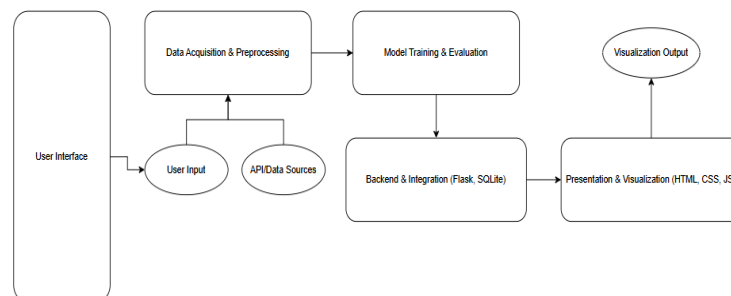 Data Acquisition & Preprocessing
Model Training & Evaluation
Visualization Output
User Interface
User Input
API/Data Sources
Backend & Integration (Flask, SQLite)
Presentation & Visualization (HTML, CSS, JS